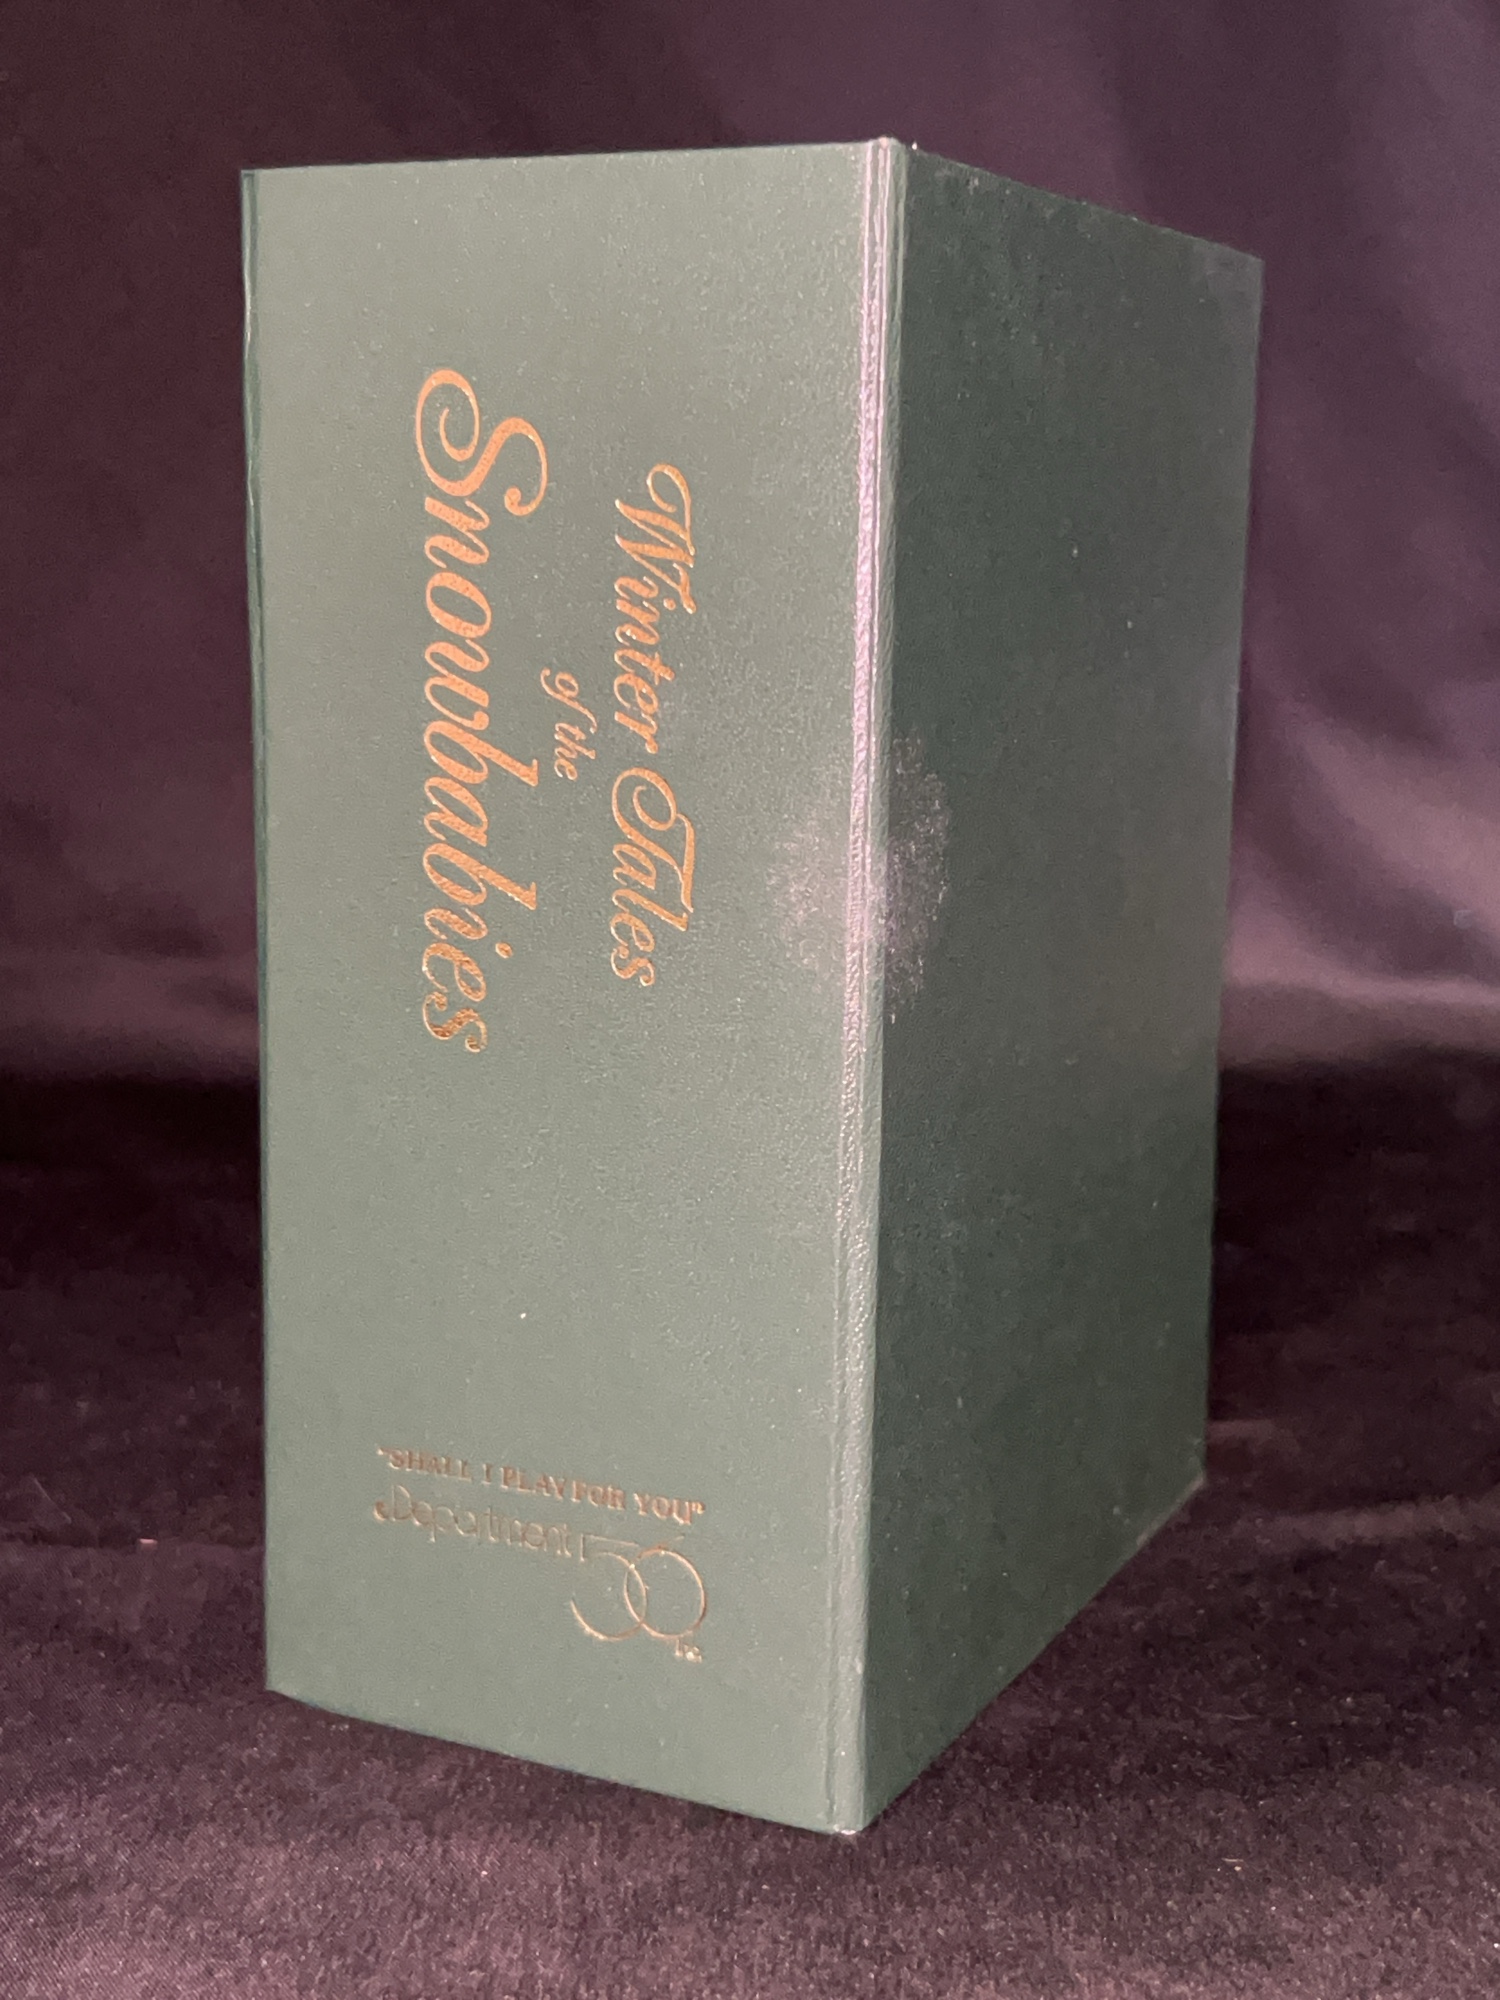 Winter Tales
of the
Snowbabies
"SHALL I PLAY FOR YOU"
Department 56